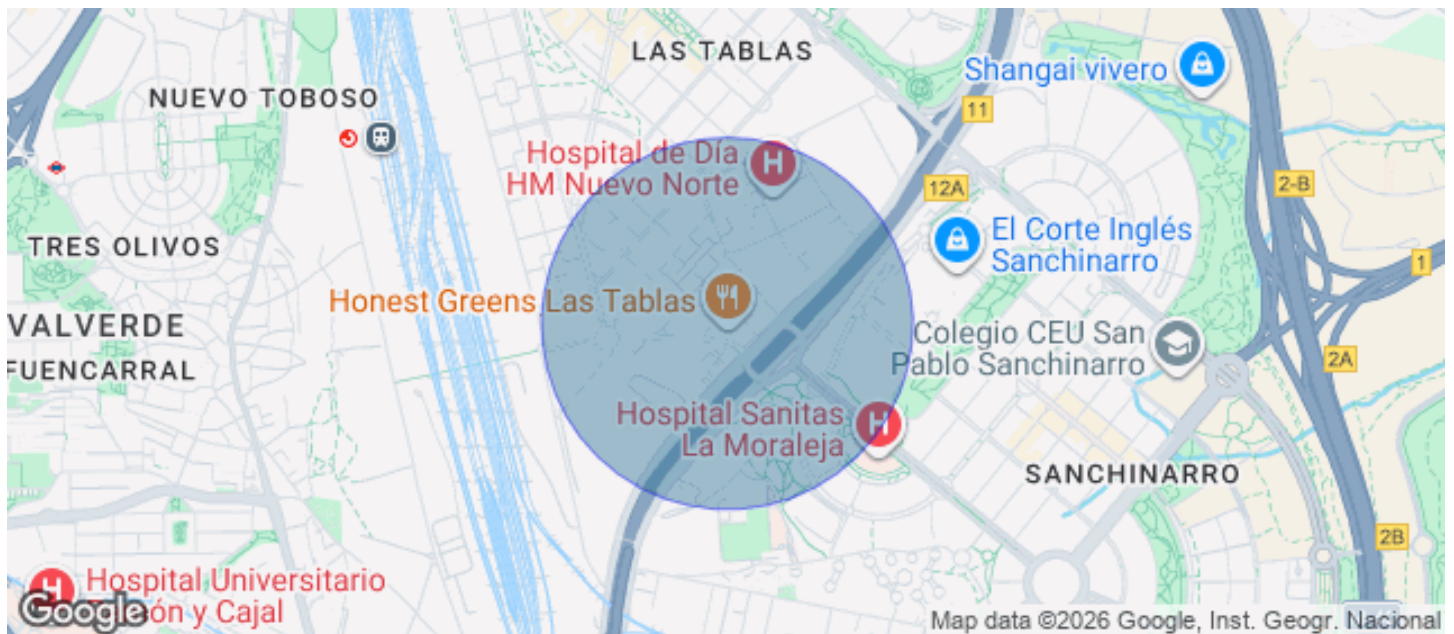 LAS TABLAS
Shangai vivero
NUEVO TOBOSO
11
Hospital de Día
HM Nuevo Norte
12A
2-B
TRES OLIVOS
El Corte Inglés
Sanchinarro
1
Honest Greens Las Tablas
VALVERDE
Colegio CEU San
Pablo Sanchinarro
2A
FUENCARRAL
Hospital Sanitas
La Moraleja
SANCHINARRO
2B
Hospital Universitario
y Cajal
Google
Map data ©2026 Google, Inst. Geogr. Nacional